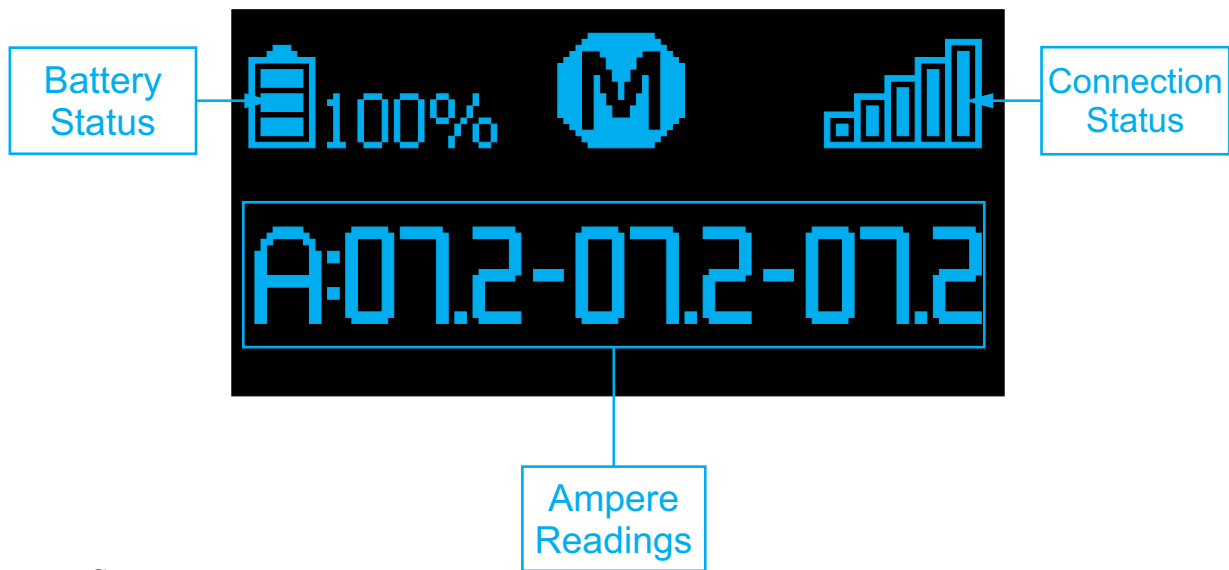 Battery
Status
100%
M
Connection
Status
A:07.2-07.2-07.2
Ampere
Readings